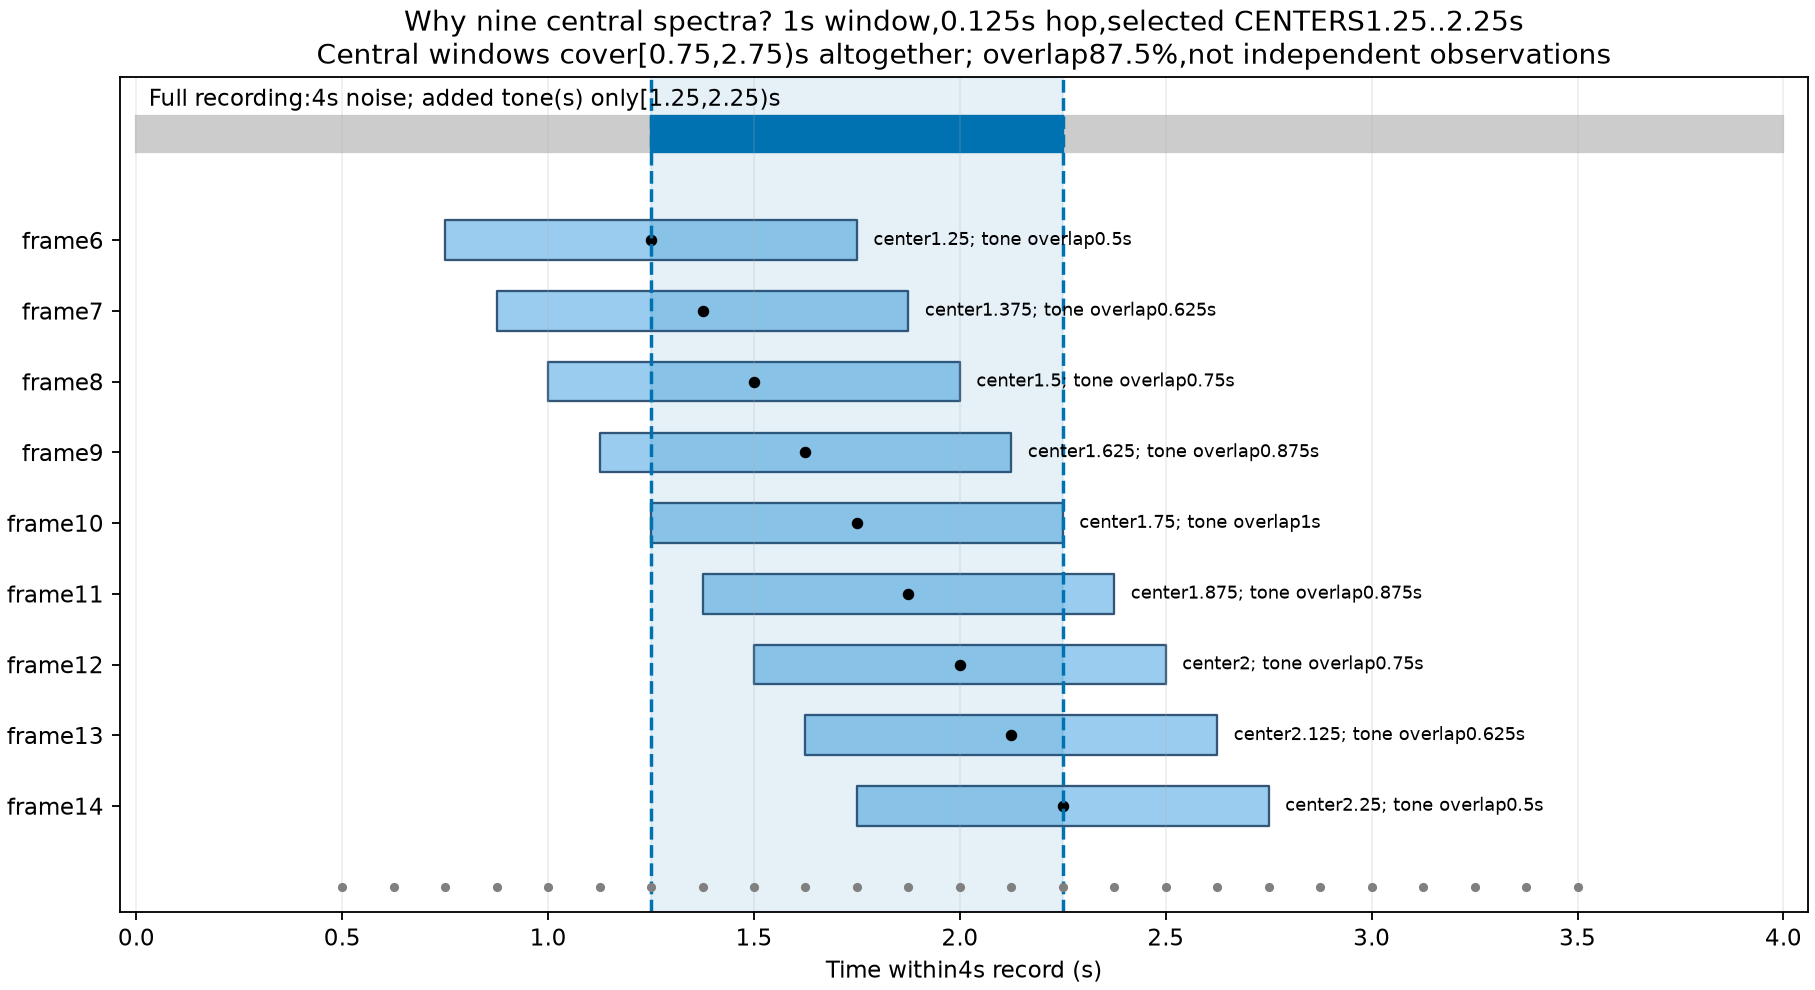 Why nine central spectra? 1s window,0.125s hop,selected CENTERS1.25..2.25s
Central windows cover[0.75,2.75)s altogether; overlap87.5%,not independent observations
Full recording:4s noise; added tone(s) only[1.25,2.25)s
frame6
center1.25; tone overlap0.5s
frame7
center1.375; tone overlap0.625s
frame8
center1.5; tone overlap0.75s
frame9
center1.625; tone overlap0.875s
frame10
center1.75; tone overlap1s
frame11
center1.875; tone overlap0.875s
frame12
center2; tone overlap0.75s
frame13
center2.125; tone overlap0.625s
frame14
center2.25; tone overlap0.5s
0.0 0.5 1.0 1.5 2.0 2.5 3.0 3.5 4.0
Time within4s record (s)